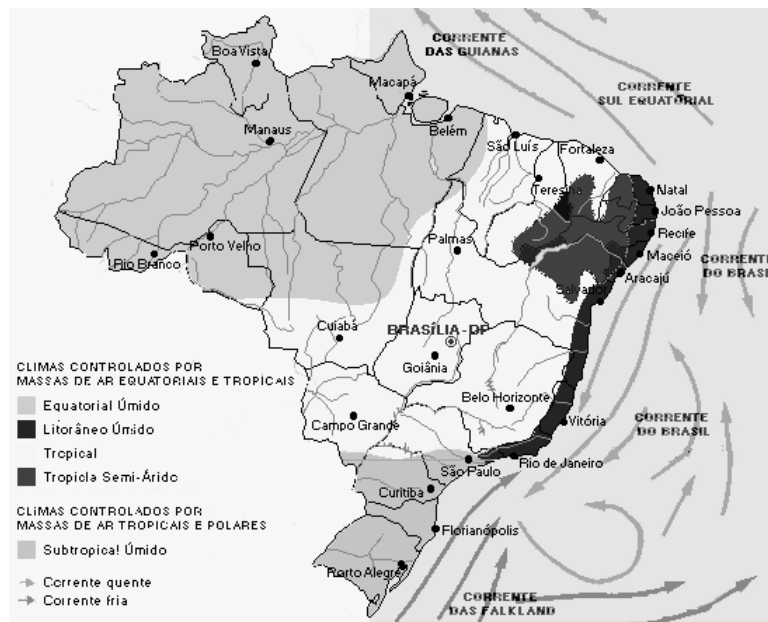 CORRENTE
DAS GUIANAS
CORRENTE
SUL EQUATORIAL
Boa Vista
Macapá
Manaus
Belém
São Luís
Fortaleza
Teresina
Natal
João Pessoa
Recife
Maceió
Aracajú
Salvador
CORRENTE
DO BRASIL
Porto Velho
Rio Branco
Palmas
Cuiabá
BRASÍLIA-DF
Goiânia
Belo Horizonte
Campo Grande
Vitória
CORRENTE
DO BRASIL
São Paulo
Rio de Janeiro
Curitiba
Florianópolis
Porto Alegre
CORRENTE
DAS FALKLAND
CLIMAS CONTROLADOS POR
MASSAS DE AR EQUATORIAIS E TROPICAIS
Equatorial Úmido
Litorâneo Úmido
Tropical
Tropicla Semi-Árido
CLIMAS CONTROLADOS POR
MASSAS DE AR TROPICAIS E POLARES
Subtropical Úmido
Corrente quente
Corrente fria